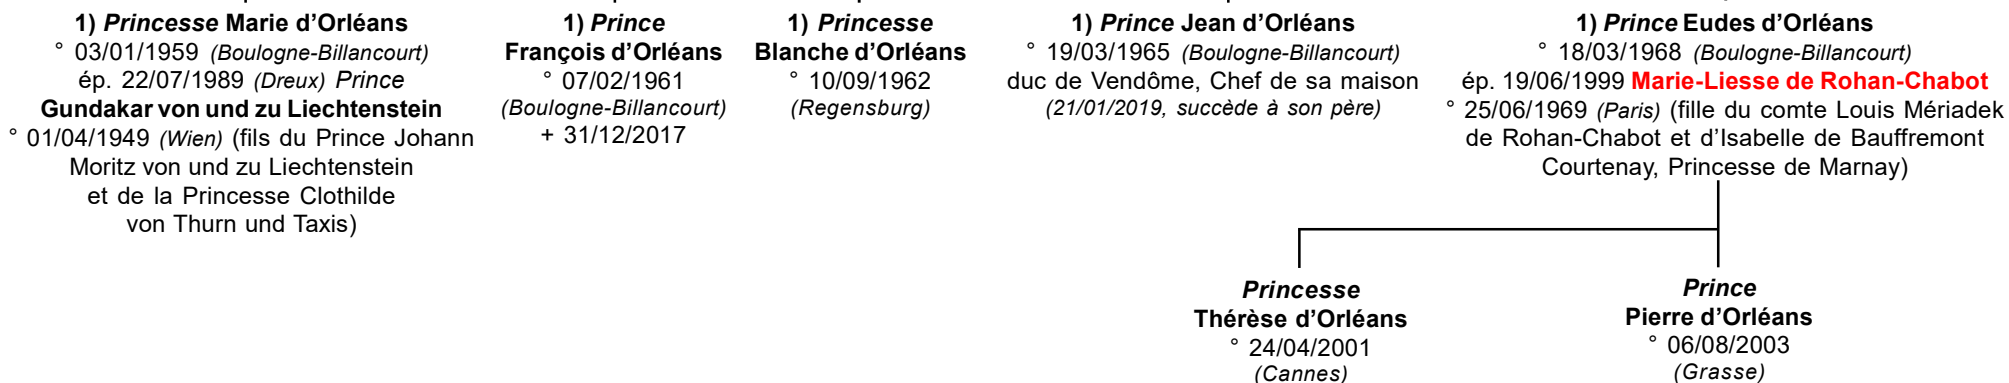 1) Princesse Marie d’Orléans
° 03/01/1959 (Boulogne-Billancourt)
ép. 22/07/1989 (Dreux) Prince
Gundakar von und zu Liechtenstein
° 01/04/1949 (Wien) (fils du Prince Johann
Moritz von und zu Liechtenstein
et de la Princesse Clothilde
von Thurn und Taxis)
1) Prince
François d’Orléans
° 07/02/1961
(Boulogne-Billancourt)
+ 31/12/2017
1) Princesse
Blanche d’Orléans
° 10/09/1962
(Regensburg)
1) Prince Jean d’Orléans
° 19/03/1965 (Boulogne-Billancourt)
duc de Vendôme, Chef de sa maison
(21/01/2019, succède à son père)
1) Prince Eudes d’Orléans
° 18/03/1968 (Boulogne-Billancourt)
ép. 19/06/1999 Marie-Liesse de Rohan-Chabot
° 25/06/1969 (Paris) (fille du comte Louis Mériadek
de Rohan-Chabot et d’Isabelle de Bauffremont
Courtenay, Princesse de Marnay)
Princesse
Thérèse d’Orléans
° 24/04/2001
(Cannes)
Prince
Pierre d’Orléans
° 06/08/2003
(Grasse)